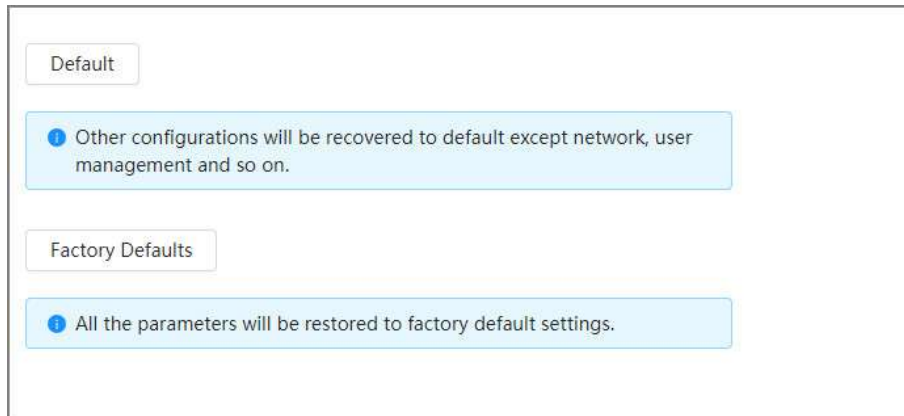 Default
Other configurations will be recovered to default except network, user
management and so on.
Factory Defaults
All the parameters will be restored to factory default settings.